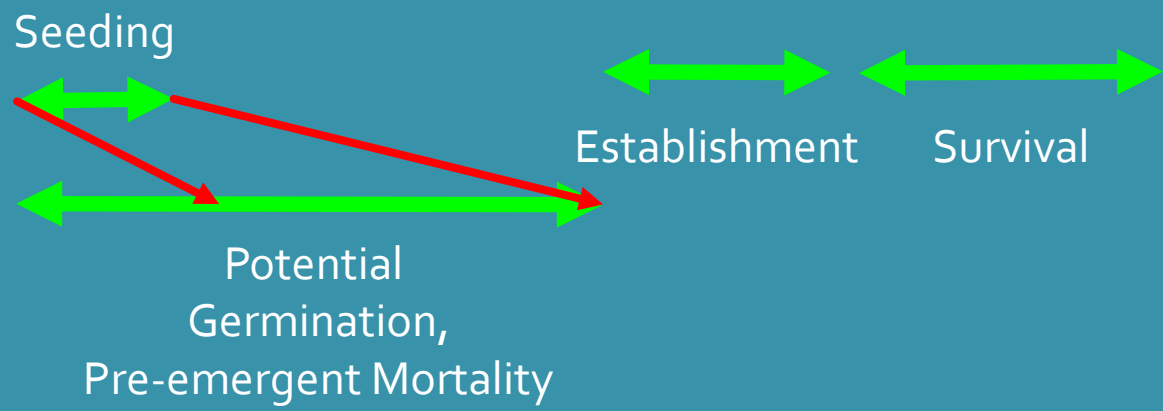 Seeding
Establishment
Survival
Potential
Germination,
Pre-emergent Mortality